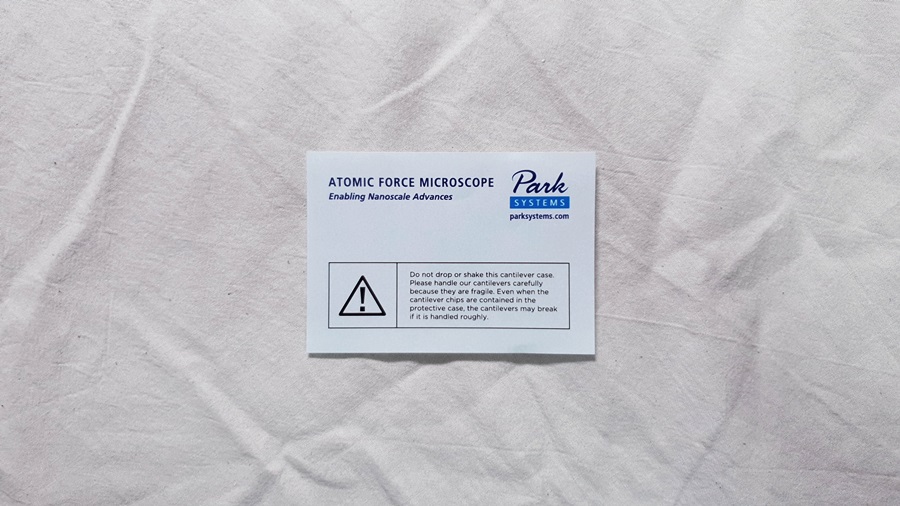 ATOMIC FORCE MICROSCOPE
Enabling Nanoscale Advances
Park
SYSTEMS
parksystems.com
Do not drop or shake this cantilever case.
Please handle our cantilevers carefully
because they are fragile. Even when the
cantilever chips are contained in the
protective case, the cantilevers may break
if it is handled roughly.